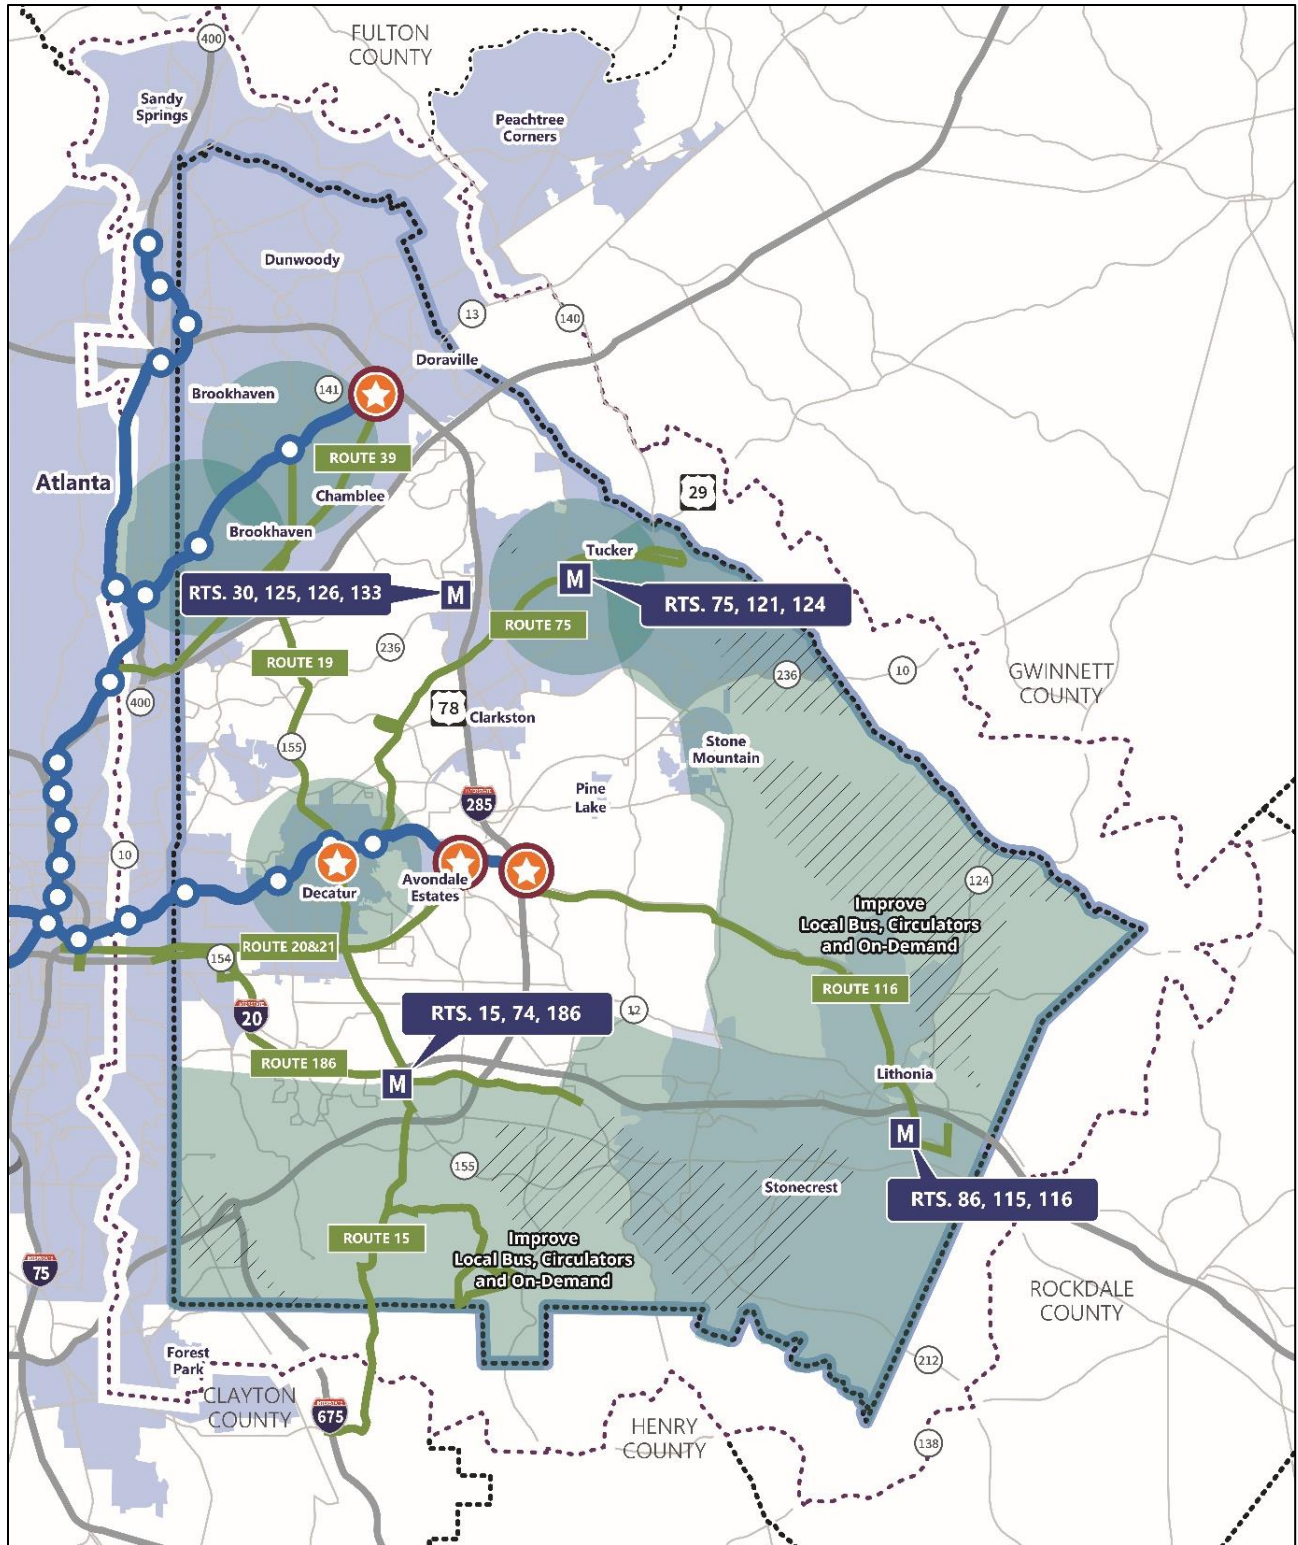 400
FULTON
COUNTY
Sandy
Springs
Peachtree
Corners
Dunwoody
13
140
Doraville
Brookhaven
141
ROUTE 39
Atlanta
Chamblee
29
Brookhaven
Tucker
RTS. 30, 125, 126, 133
M
M
RTS. 75, 121, 124
ROUTE 75
ROUTE 19
236
236
10
GWINNETT
COUNTY
400
78
Clarkston
155
Stone
Mountain
Pine
Lake
INTERSTATE
285
10
Decatur
Avondale
Estates
124
Improve
Local Bus, Circulators
and On-Demand
ROUTE 20&21
154
ROUTE 116
INTERSTATE
20
RTS. 15, 74, 186
12
ROUTE 186
M
Lithonia
M
155
Stonecrest
RTS. 86, 115, 116
ROUTE 15
Improve
Local Bus, Circulators
and On-Demand
INTERSTATE
75
ROCKDALE
COUNTY
Forest
Park
212
CLAYTON
COUNTY
INTERSTATE
675
HENRY
COUNTY
138